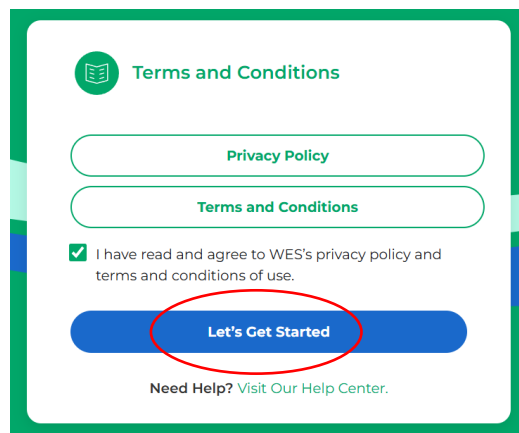 Terms and Conditions
Privacy Policy
Terms and Conditions
I have read and agree to WES’s privacy policy and
terms and conditions of use.
Let’s Get Started
Need Help? Visit Our Help Center.